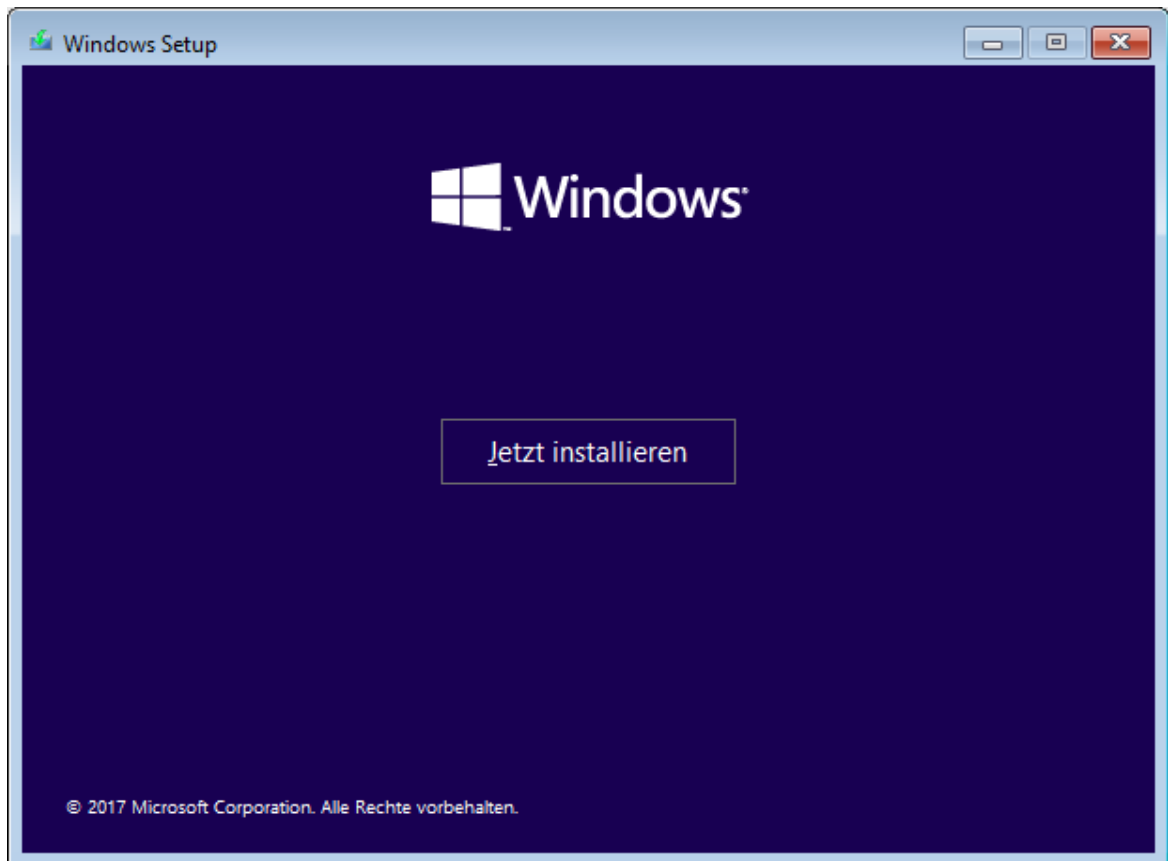 Windows Setup
Windows
Jetzt installieren
© 2017 Microsoft Corporation. Alle Rechte vorbehalten.